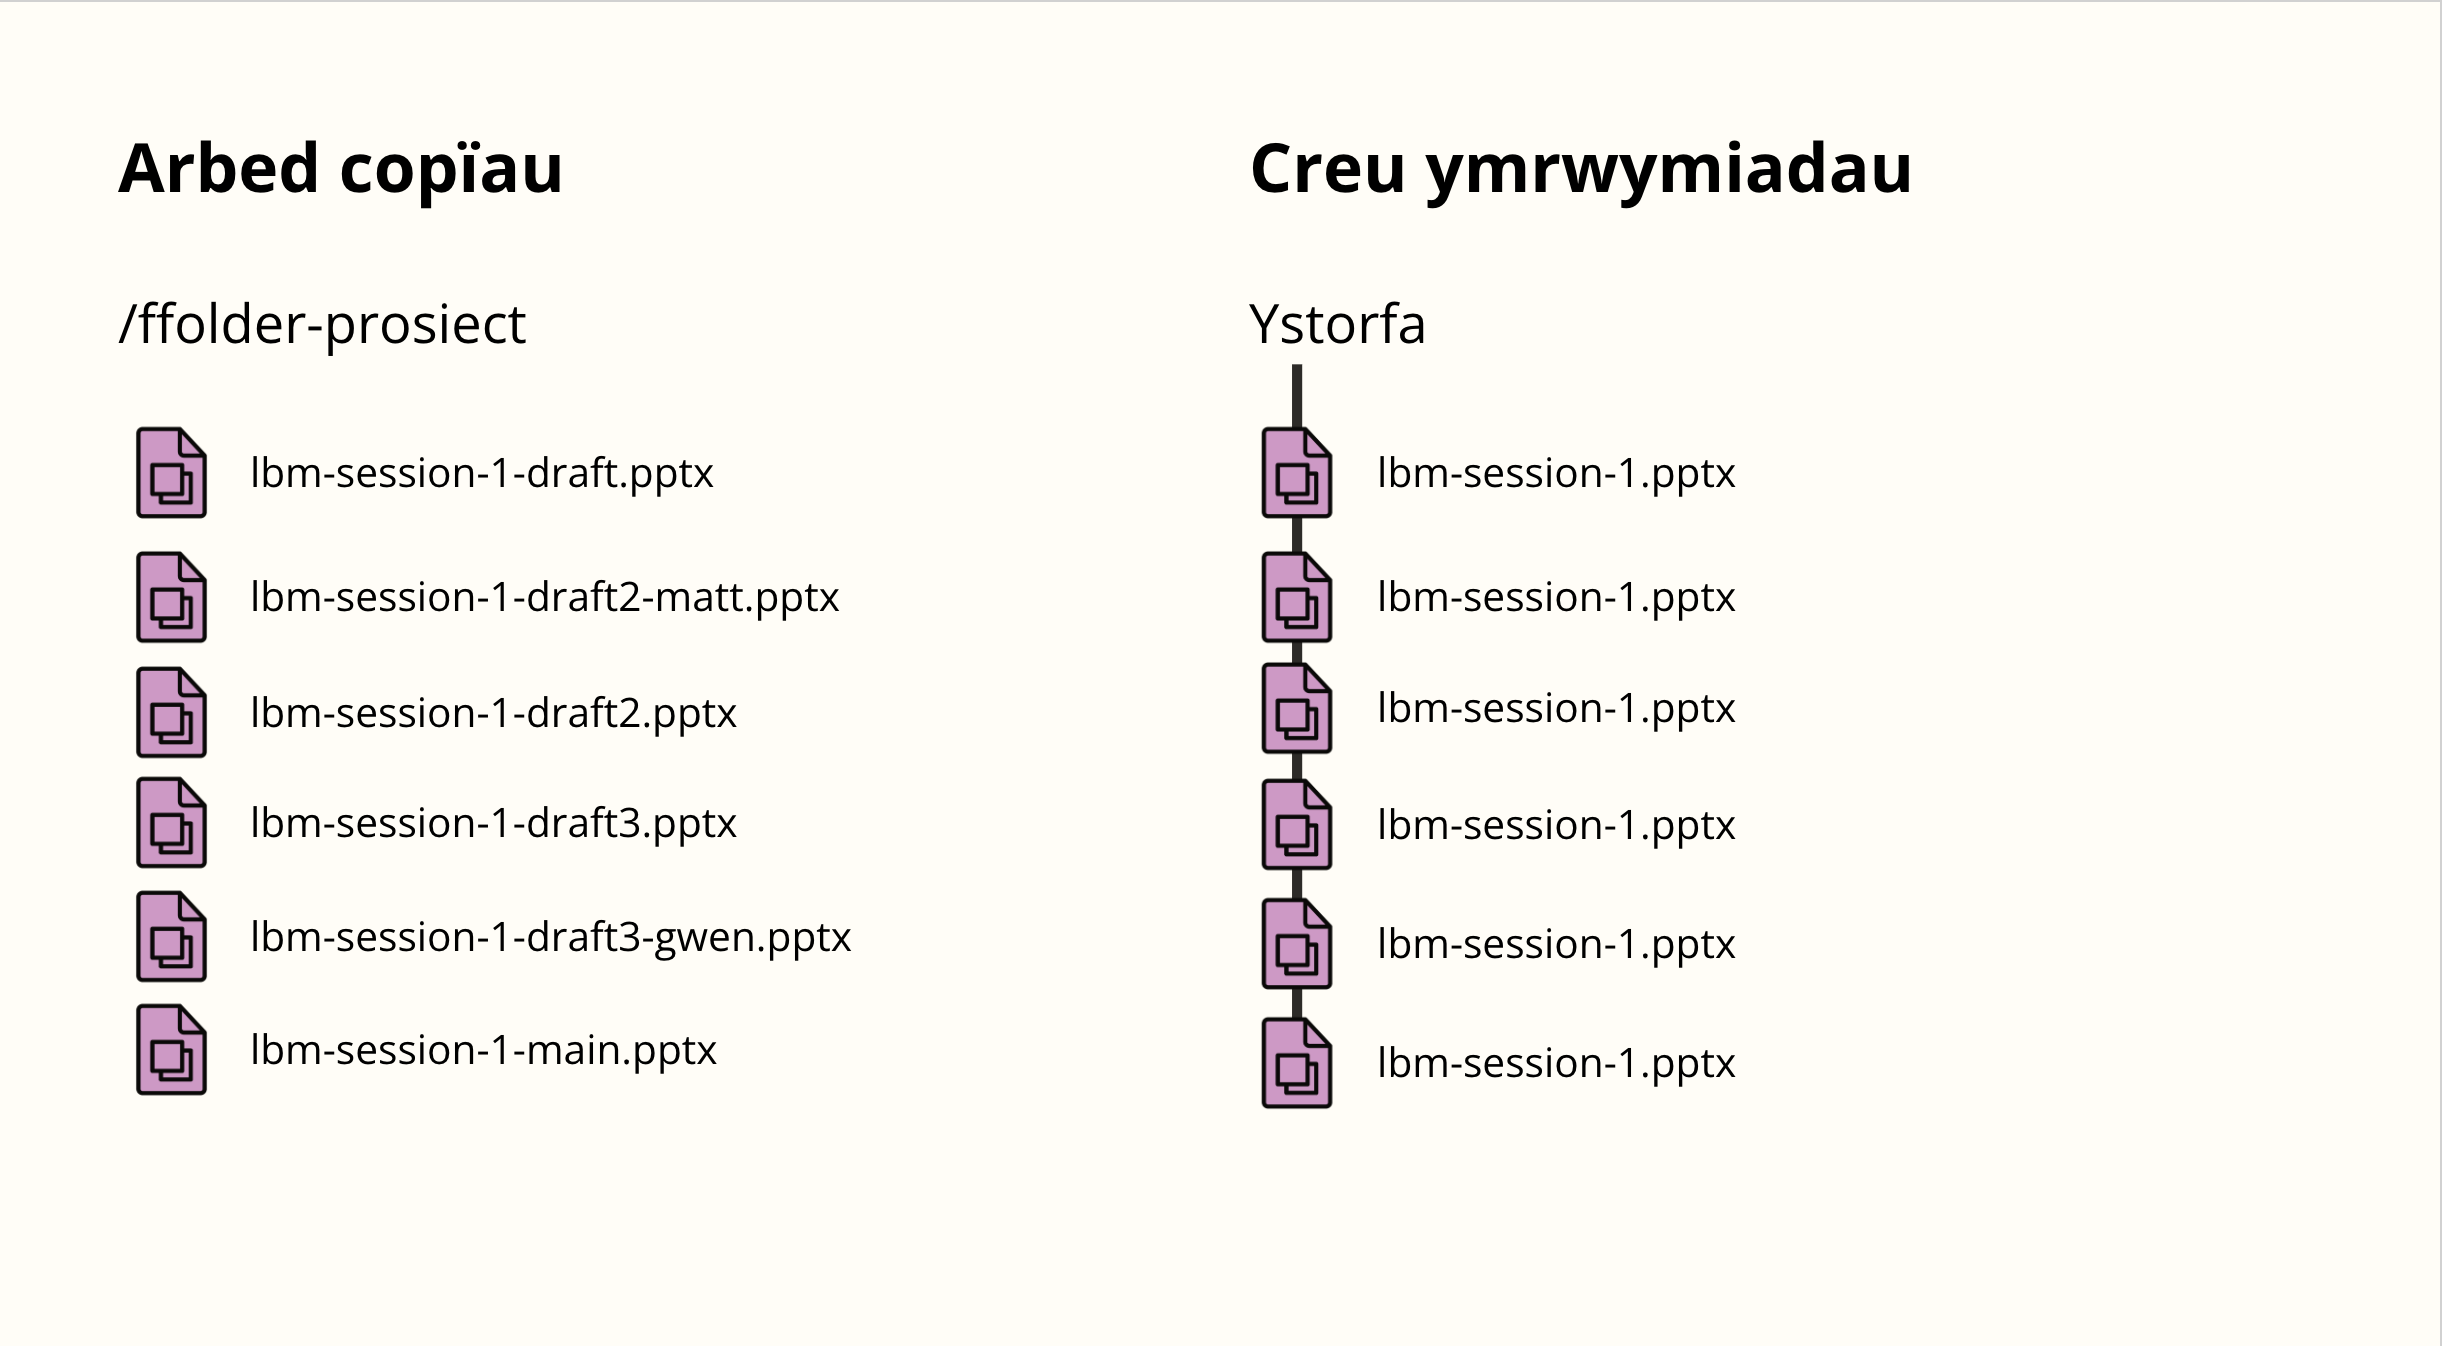 Arbed copïau
/ffolder-prosiect
lbm-session-1-draft.pptx
lbm-session-1-draft2-matt.pptx
lbm-session-1-draft2.pptx
lbm-session-1-draft3.pptx
lbm-session-1-draft3-gwen.pptx
lbm-session-1-main.pptx
Creu ymrwymiadau
Ystorfa
lbm-session-1.pptx
lbm-session-1.pptx
lbm-session-1.pptx
lbm-session-1.pptx
lbm-session-1.pptx
lbm-session-1.pptx